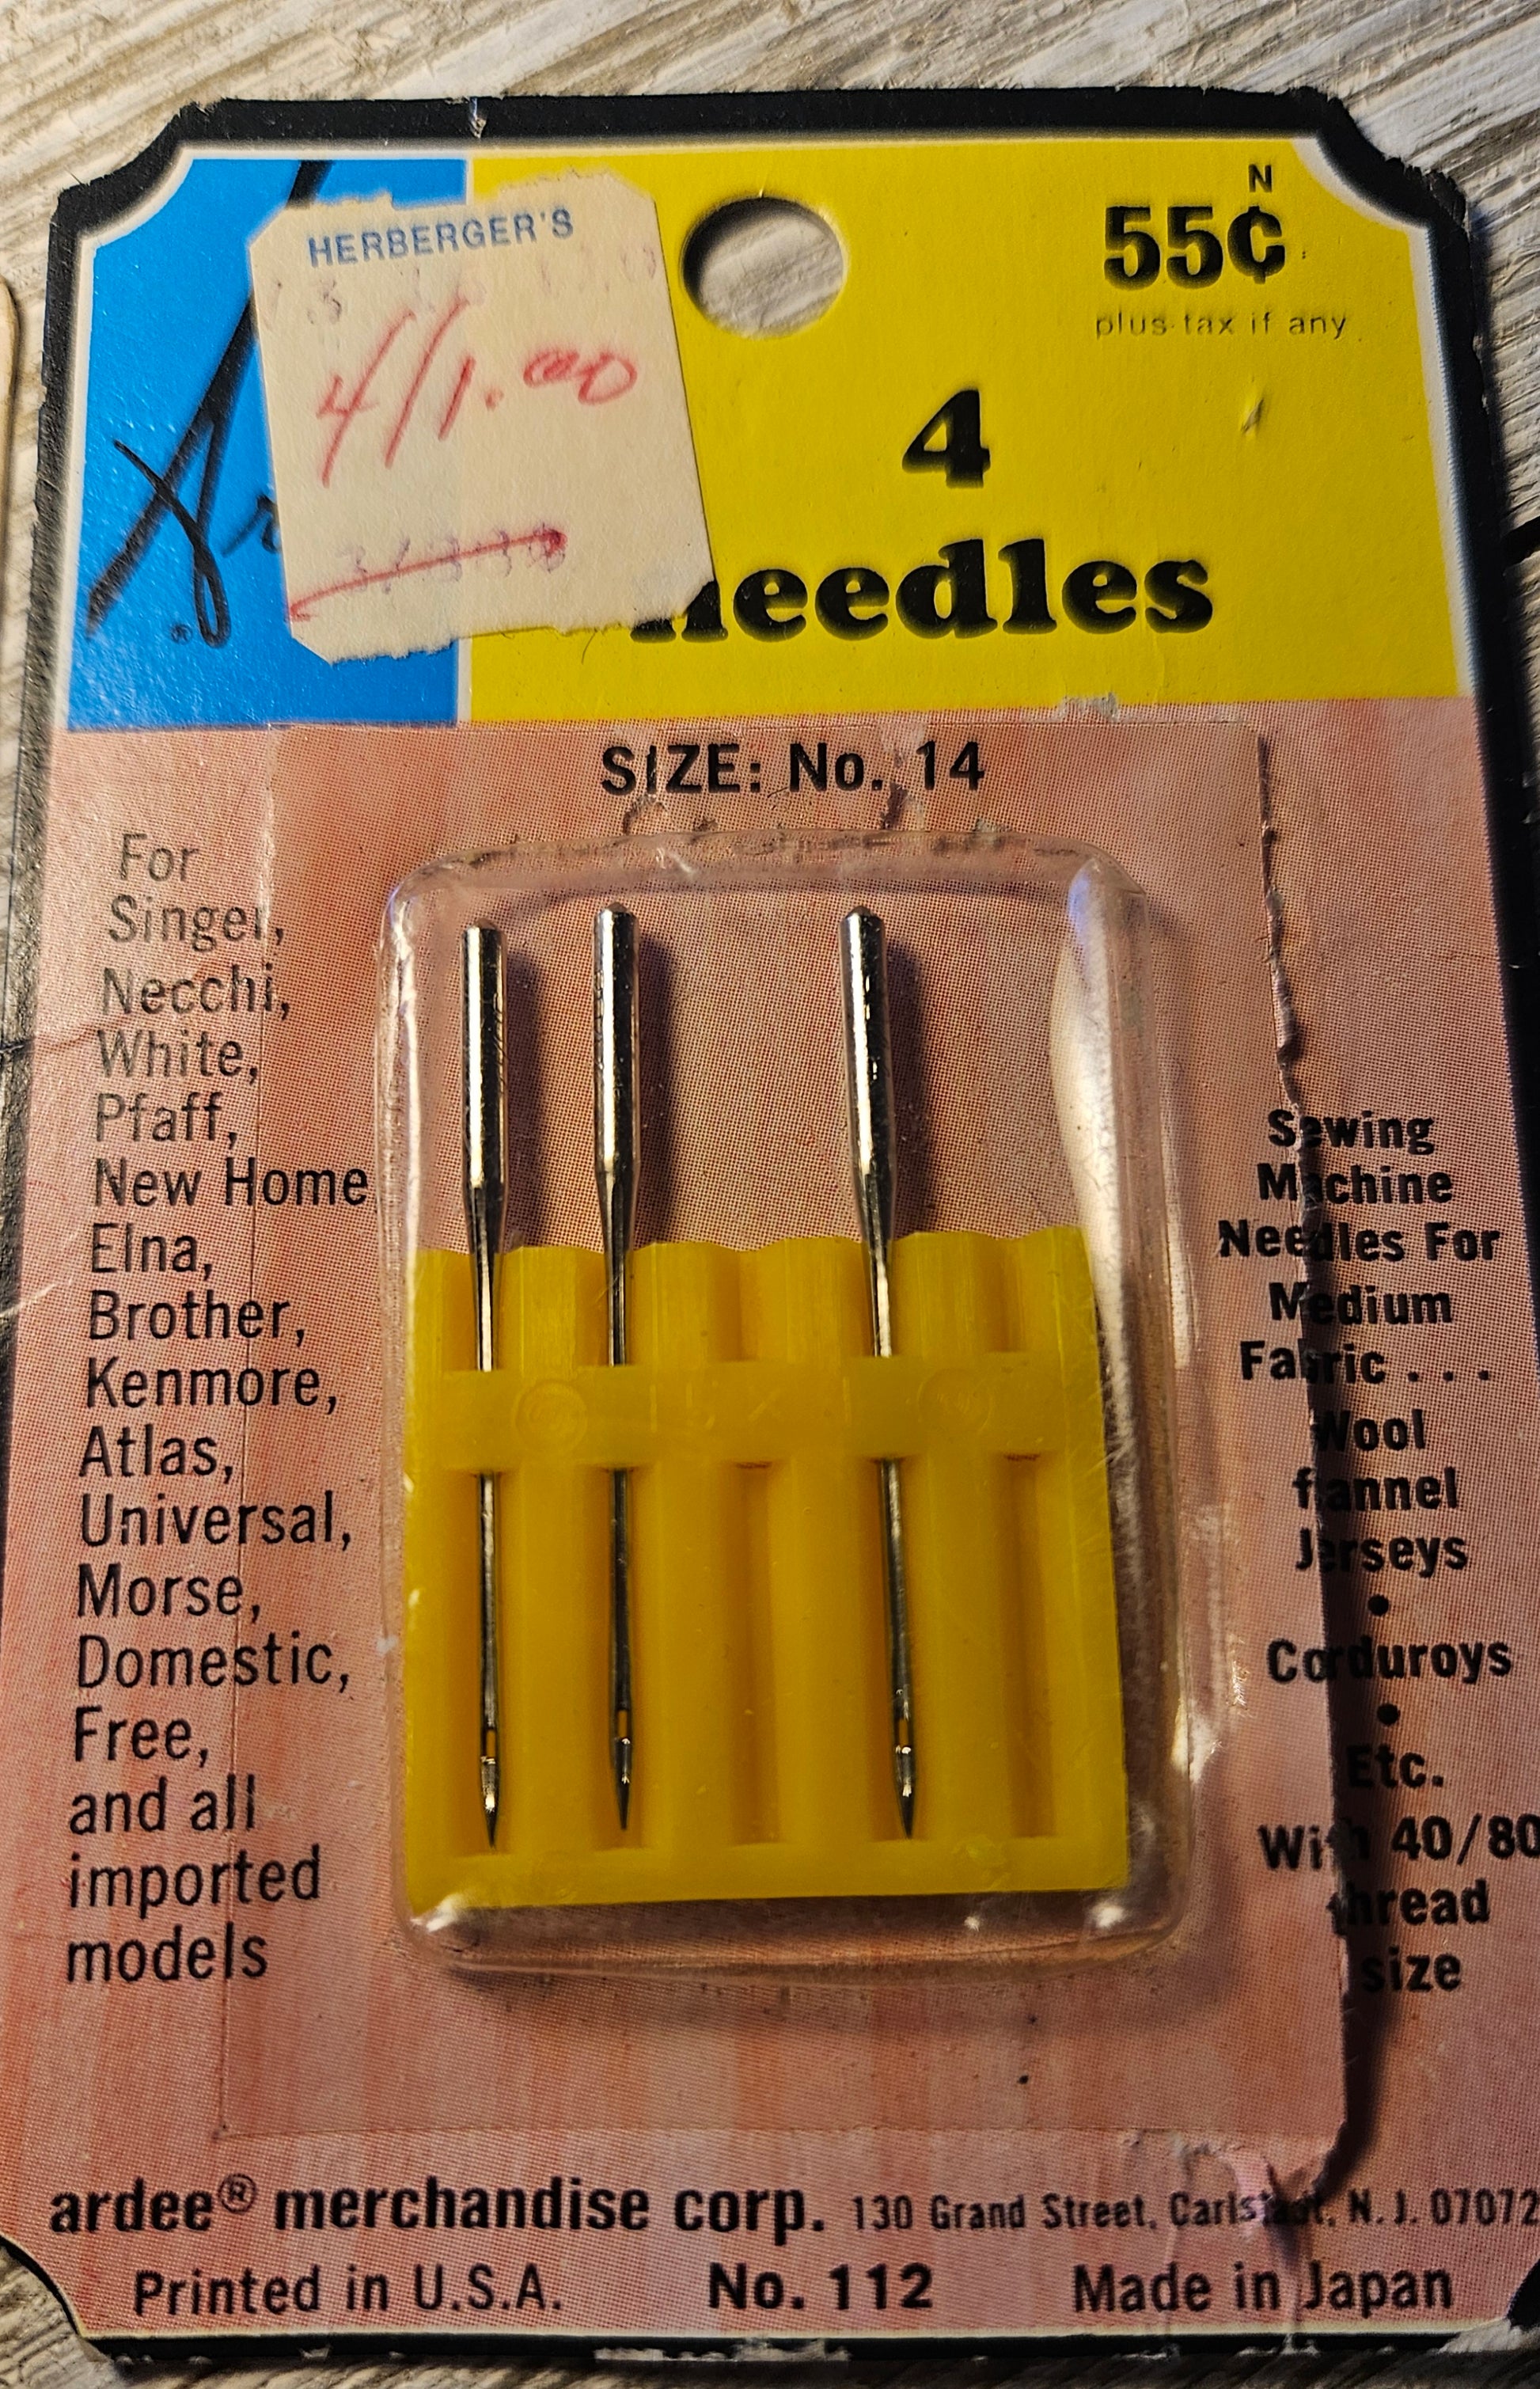 HERBERGER'S
4/1.00
N
55¢
plus tax if any
4
needles
SIZE: No. 14
For
Singer,
Necchi,
White,
Pfaff,
New Home
Elna,
Brother,
Kenmore,
Atlas,
Universal,
Morse,
Domestic,
Free,
and all
imported
models
Sewing
Machine
Needles For
Medium
Fabric . . .
Wool
flannel
Jerseys
•
Corduroys
•
Etc.
With 40/80
thread
size
ardee® merchandise corp. 130 Grand Street, Carlstadt, N. J. 07072
Printed in U.S.A. No. 112 Made in Japan